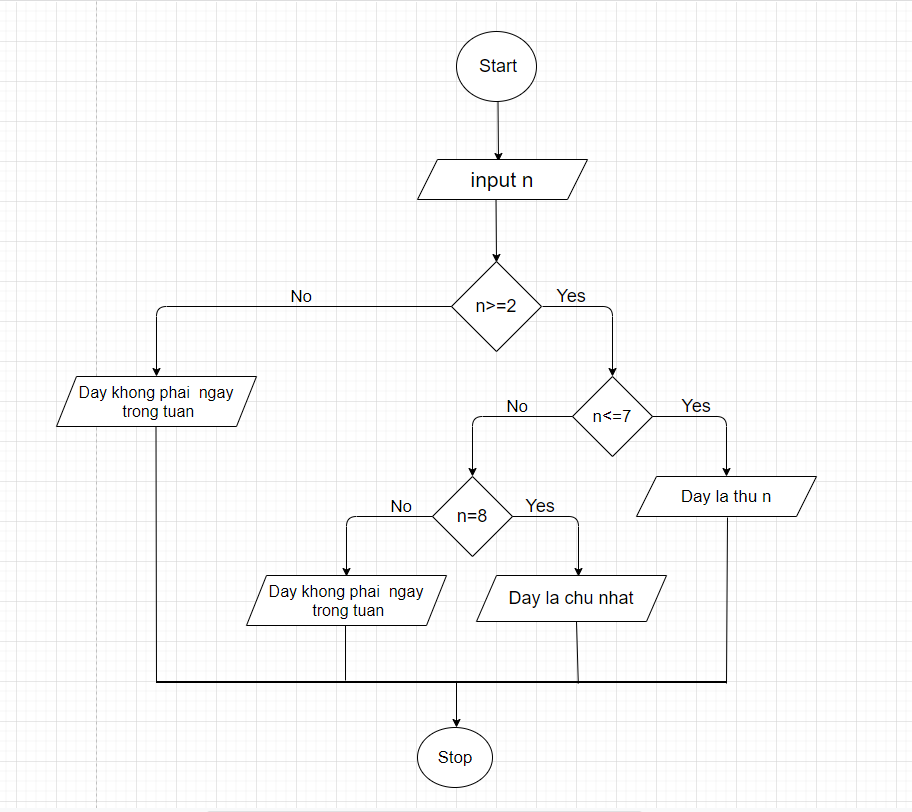 Start
input n
n>=2
No
Yes
Day khong phai ngay
trong tuan
n<=7
No
Yes
Day la thu n
n=8
No
Yes
Day khong phai ngay
trong tuan
Day la chu nhat
Stop